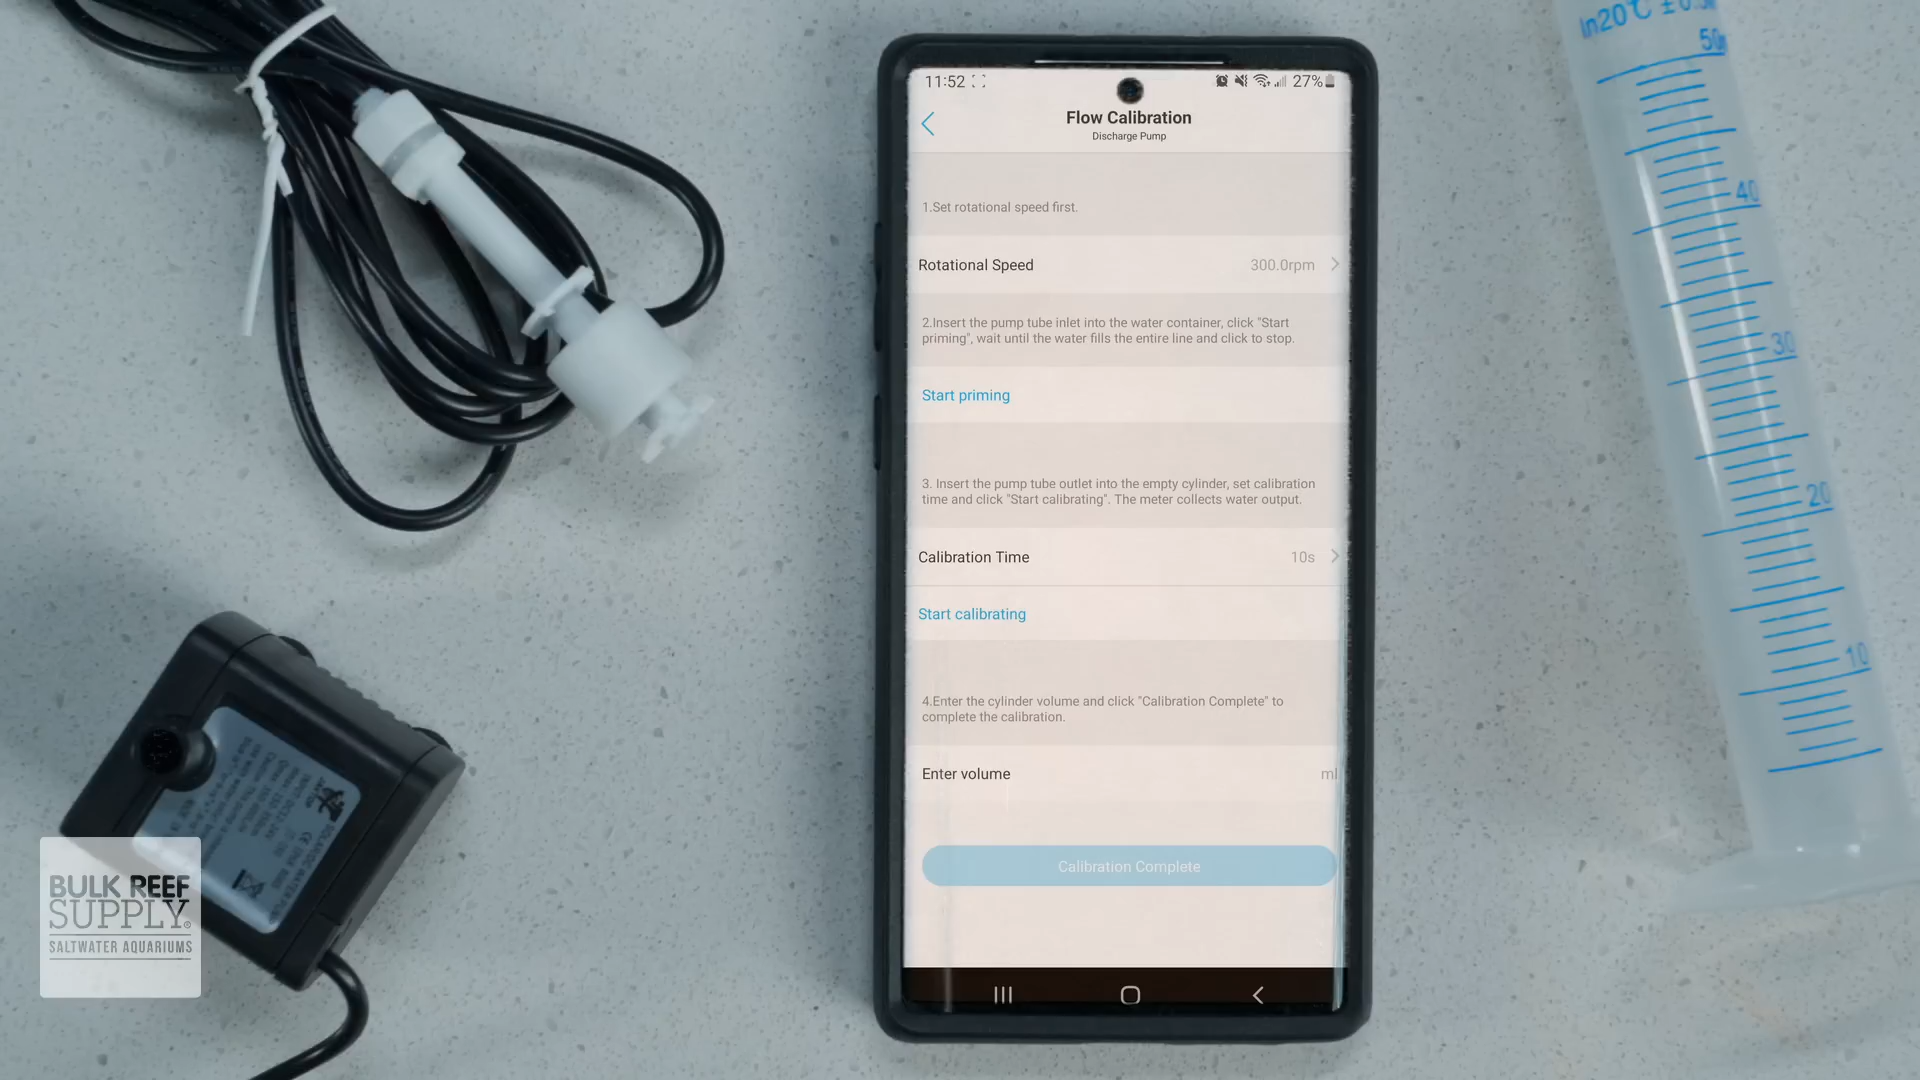 11:52
27%
Flow Calibration
Discharge Pump
1.Set rotational speed first.
Rotational Speed
300.0rpm
2.Insert the pump tube inlet into the water container, click "Start
priming", wait until the water fills the entire line and click to stop.
Start priming
3. Insert the pump tube outlet into the empty cylinder, set calibration
time and click "Start calibrating". The meter collects water output.
Calibration Time
10s
Start calibrating
4.Enter the cylinder volume and click "Calibration Complete" to
complete the calibration.
Enter volume
ml
Calibration Complete
In20℃
50
40
30
20
10
BULK REEF
SUPPLY®
SALTWATER AQUARIUMS